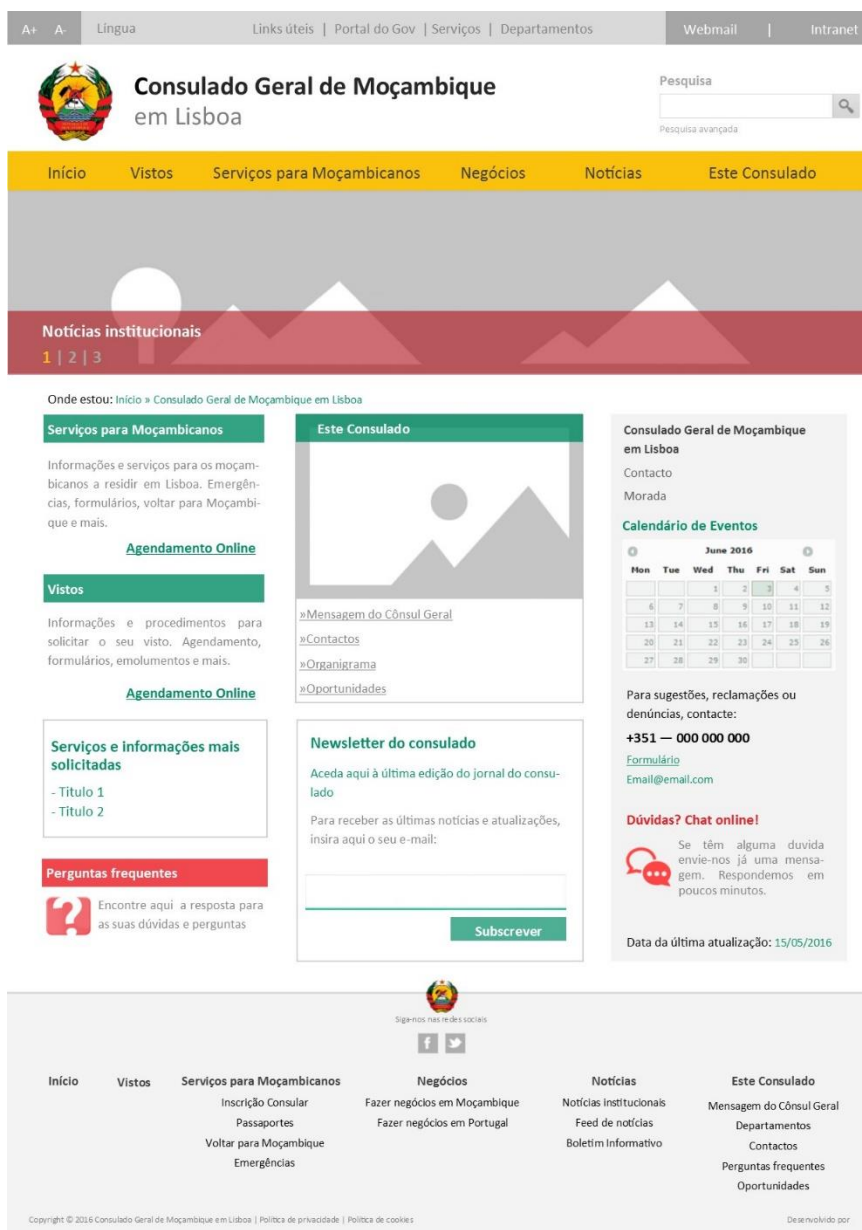 A+ A- Língua Links úteis | Portal do Gov | Serviços | Departamentos Webmail | Intranet
Consulado Geral de Moçambique
em Lisboa
Pesquisa
Pesquisa avançada
Início Vistos Serviços para Moçambicanos Negócios Notícias Este Consulado
Notícias institucionais
1 | 2 | 3
Onde estou: Início » Consulado Geral de Moçambique em Lisboa
Serviços para Moçambicanos
Informações e serviços para os moçam-
bicanos a residir em Lisboa. Emergên-
cias, formulários, voltar para Moçambi-
que e mais.
Agendamento Online
Vistos
Informações e procedimentos para
solicitar o seu visto. Agendamento,
formulários, emolumentos e mais.
Agendamento Online
Serviços e informações mais
solicitadas
- Titulo 1
- Titulo 2
Perguntas frequentes
Encontre aqui a resposta para
as suas dúvidas e perguntas
Este Consulado
»Mensagem do Cônsul Geral
»Contactos
»Organigrama
»Oportunidades
Newsletter do consulado
Aceda aqui à última edição do jornal do consu-
lado
Para receber as últimas notícias e atualizações,
insira aqui o seu e-mail:
Subscrever
Consulado Geral de Moçambique
em Lisboa
Contacto
Morada
Calendário de Eventos
June 2016
Mon Tue Wed Thu Fri Sat Sun
1 2 3 4 5
6 7 8 9 10 11 12
13 14 15 16 17 18 19
20 21 22 23 24 25 26
27 28 29 30
Para sugestões, reclamações ou
denúncias, contacte:
+351 — 000 000 000
Formulário
Email@email.com
Dúvidas? Chat online!
Se têm alguma duvida
envie-nos já uma mensa-
gem. Respondemos em
poucos minutos.
Data da última atualização: 15/05/2016
Siga-nos nas redes sociais
Início Vistos Serviços para Moçambicanos Negócios Notícias Este Consulado
Inscrição Consular Fazer negócios em Moçambique Notícias institucionais Mensagem do Cônsul Geral
Passaportes Fazer negócios em Portugal Feed de notícias Departamentos
Voltar para Moçambique Boletim Informativo Contactos
Emergências Perguntas frequentes
Oportunidades
Copyright © 2016 Consulado Geral de Moçambique em Lisboa | Política de privacidade | Política de cookies Desenvolvido por